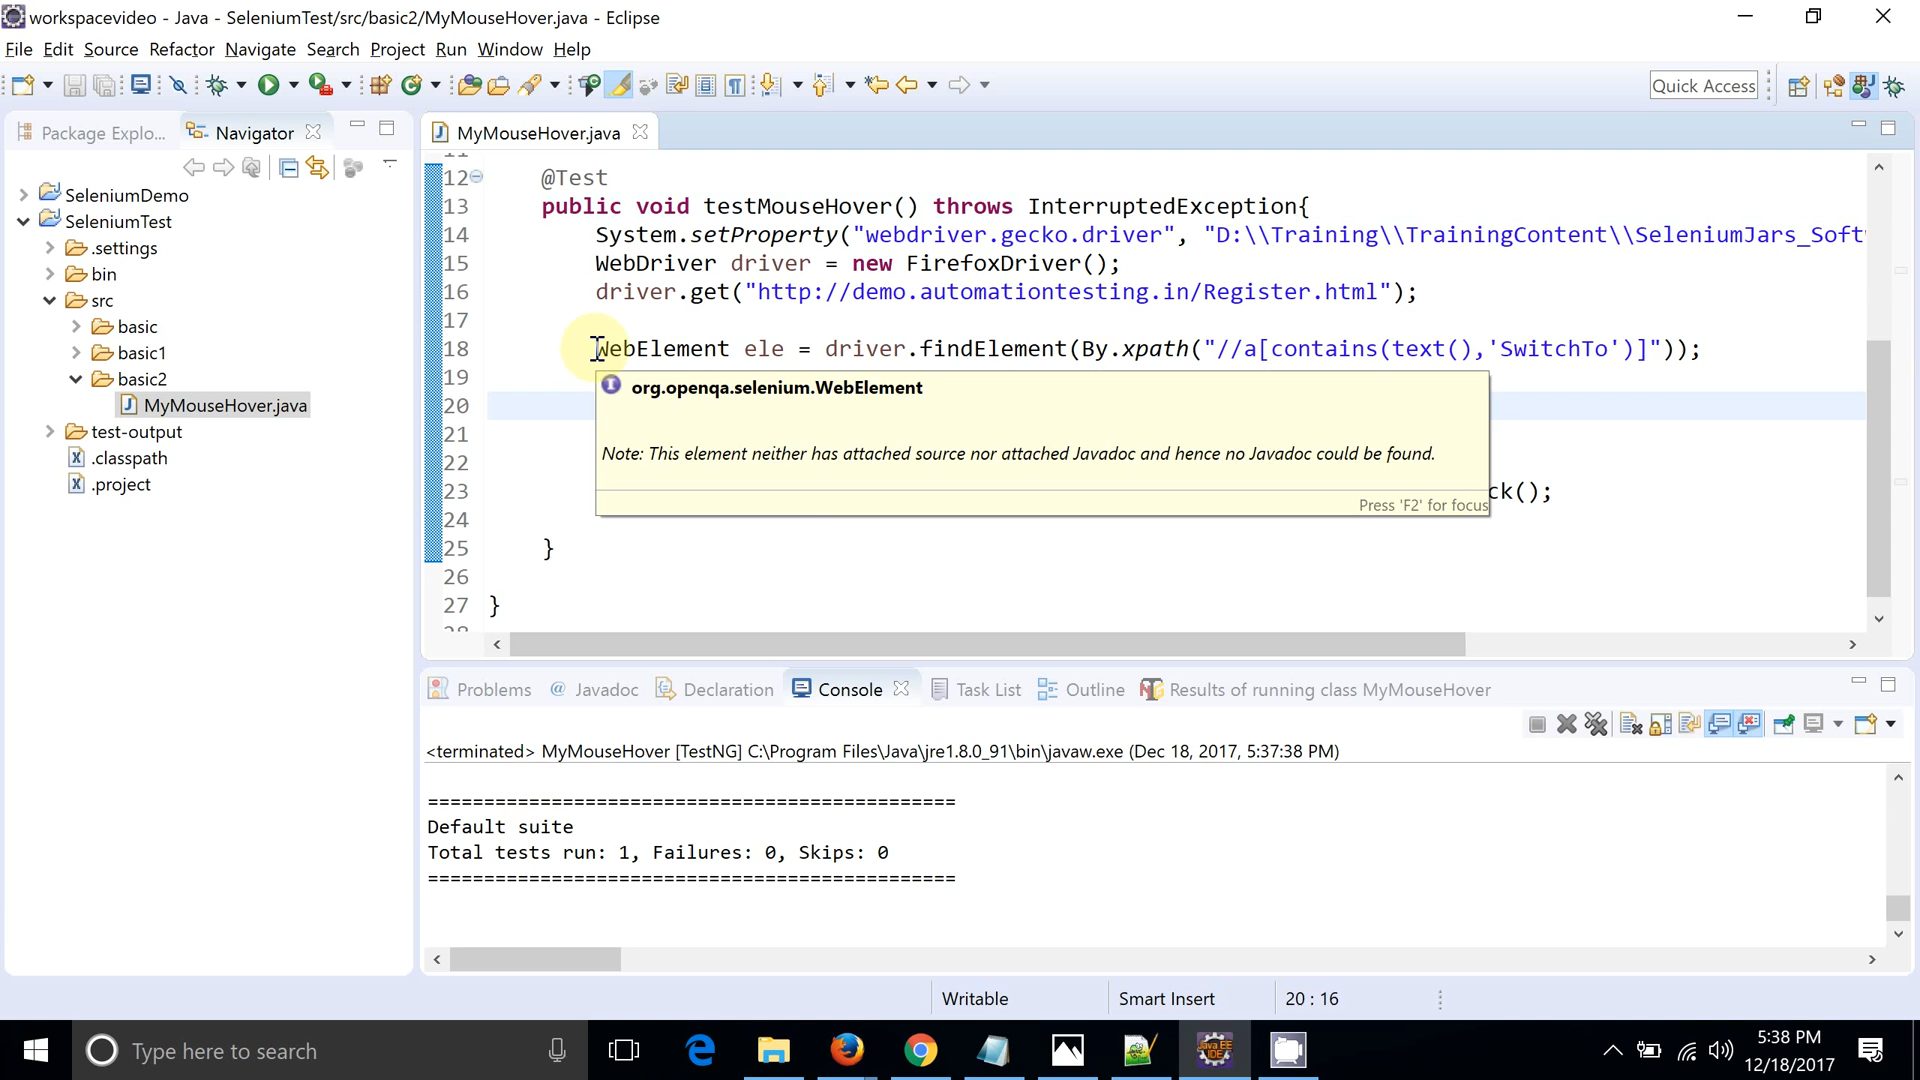 workspacevideo - Java - SeleniumTest/src/basic2/MyMouseHover.java - Eclipse
File Edit Source Refactor Navigate Search Project Run Window Help
Quick Access
Package Explo...
Navigator
MyMouseHover.java
SeleniumDemo
SeleniumTest
.settings
bin
src
basic
basic1
basic2
MyMouseHover.java
test-output
.classpath
.project
12 @Test
13 public void testMouseHover() throws InterruptedException{
14 System.setProperty("webdriver.gecko.driver", "D:\\Training\\TrainingContent\\SeleniumJars_Soft
15 WebDriver driver = new FirefoxDriver();
16 driver.get("http://demo.automationtesting.in/Register.html");
17
18 WebElement ele = driver.findElement(By.xpath("//a[contains(text(),'SwitchTo')]"));
19
20
21
22
23 ck();
24
25 }
26
27 }
org.openqa.selenium.WebElement
Note: This element neither has attached source nor attached Javadoc and hence no Javadoc could be found.
Press 'F2' for focus
Problems @ Javadoc Declaration Console Task List Outline Results of running class MyMouseHover
<terminated> MyMouseHover [TestNG] C:\Program Files\Java\jre1.8.0_91\bin\javaw.exe (Dec 18, 2017, 5:37:38 PM)
===============================================
Default suite
Total tests run: 1, Failures: 0, Skips: 0
===============================================
Writable
Smart Insert
20 : 16
Type here to search
Java EE
IDE
5:38 PM
12/18/2017